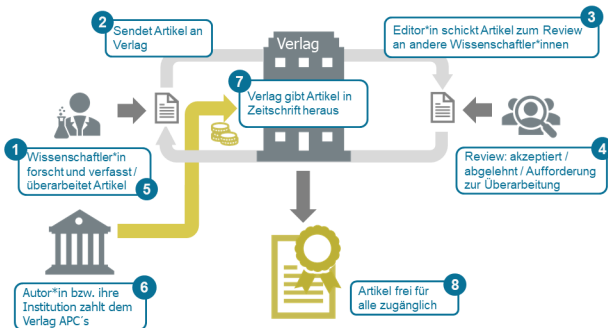 2
Sendet Artikel an
Verlag
Verlag
3
Editor*in schickt Artikel zum Review
an andere Wissenschaftler*innen
7
Verlag gibt Artikel in
Zeitschrift heraus
1
Wissenschaftler*in
forscht und verfasst /
überarbeitet Artikel
5
4
Review: akzeptiert /
abgelehnt / Aufforderung
zur Überarbeitung
Autor*in bzw. ihre
Institution zahlt dem
Verlag APC´s
6
8
Artikel frei für
alle zugänglich